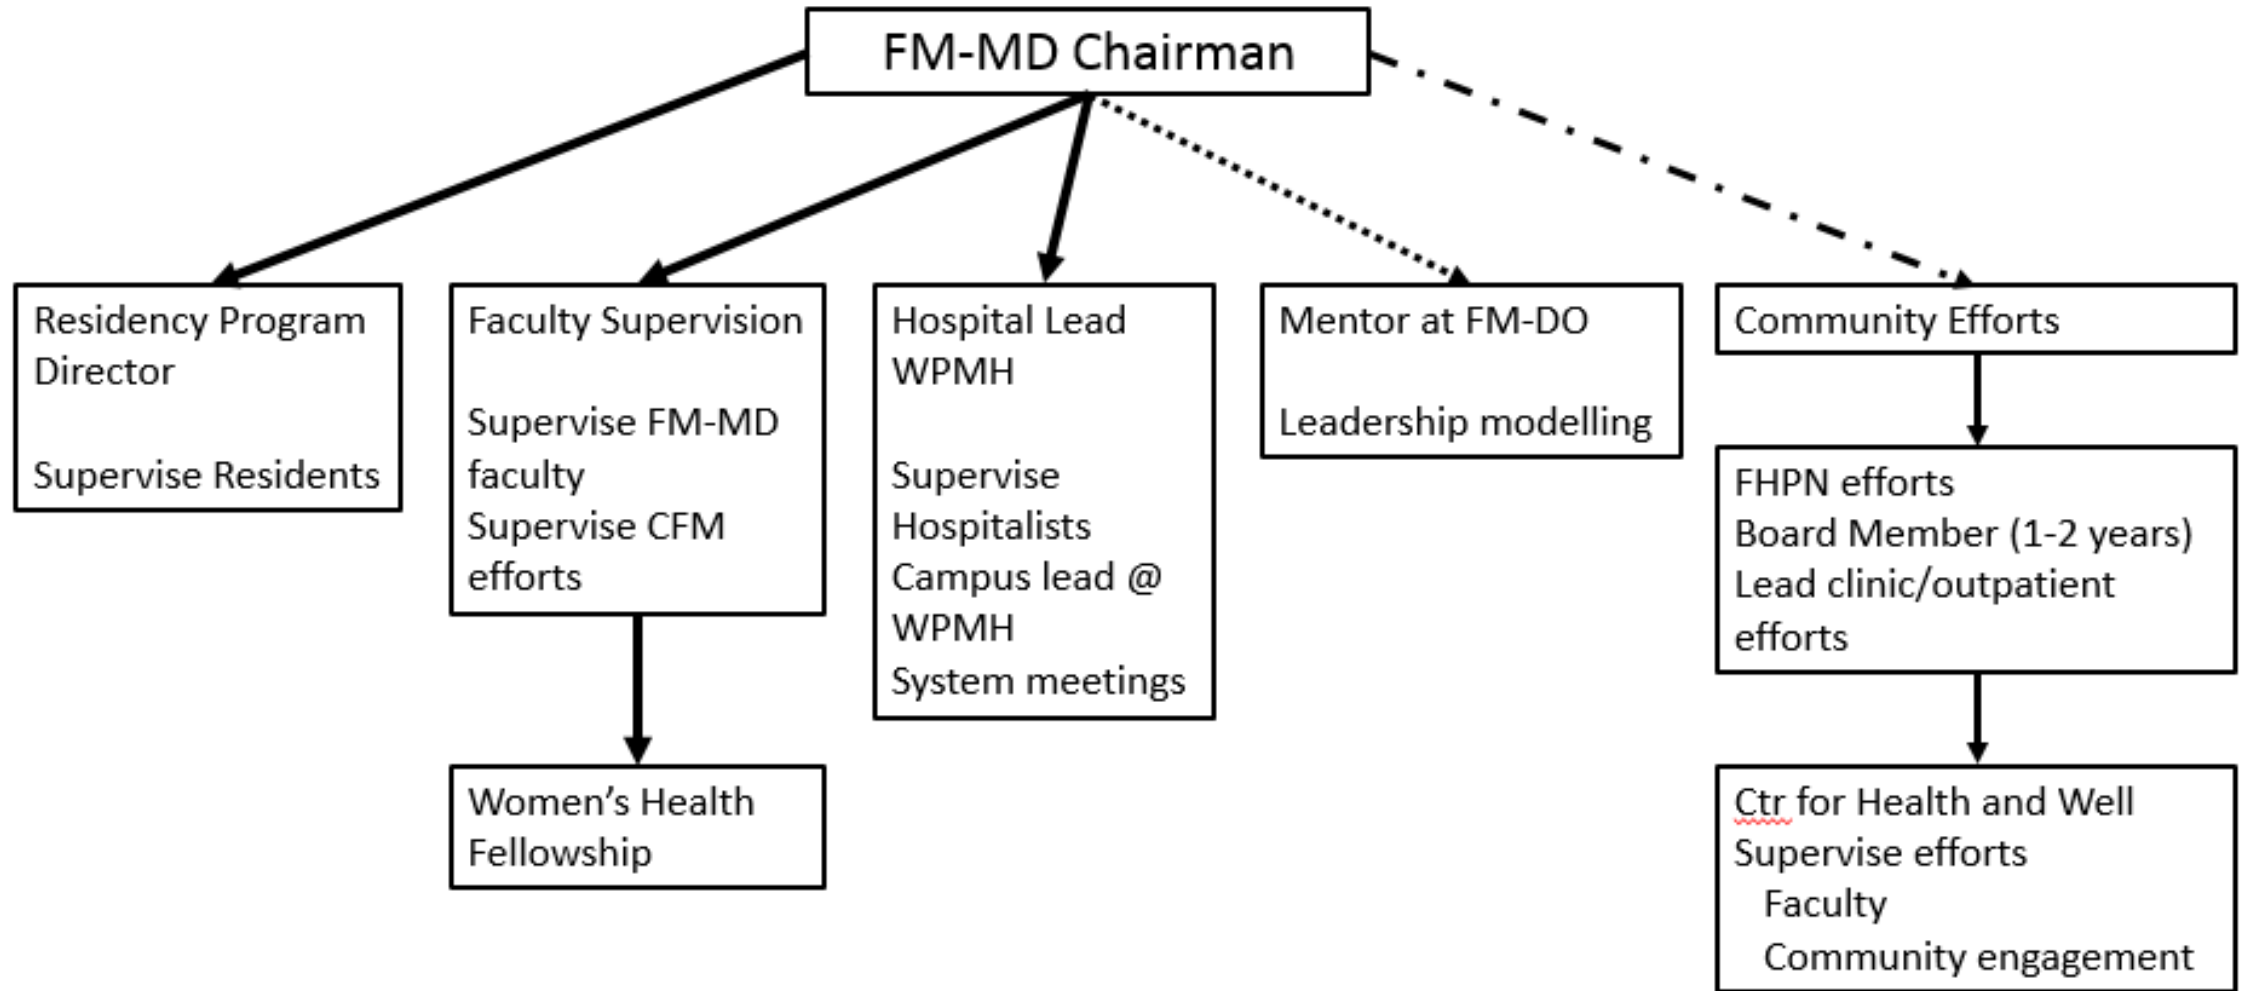 FM-MD Chairman
Residency Program
Director
Supervise Residents
Faculty Supervision
Supervise FM-MD
faculty
Supervise CFM
efforts
Women's Health
Fellowship
Hospital Lead
WPMH
Supervise
Hospitalists
Campus lead @
WPMH
System meetings
Mentor at FM-DO
Leadership modelling
Community Efforts
FHPN efforts
Board Member (1-2 years)
Lead clinic/outpatient
efforts
Ctr for Health and Well
Supervise efforts
Faculty
Community engagement